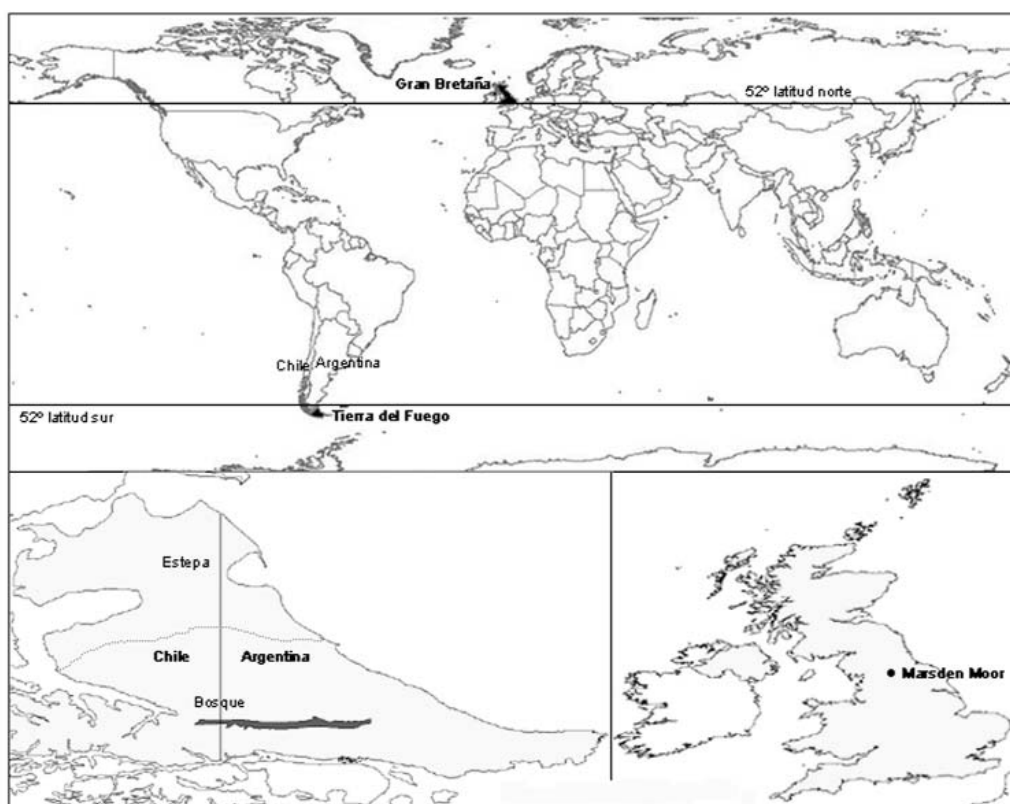 Gran Bretaña
52º latitud norte
Chile
Argentina
52º latitud sur
Tierra del Fuego
Estepa
Chile
Argentina
Bosque
Marsden Moor